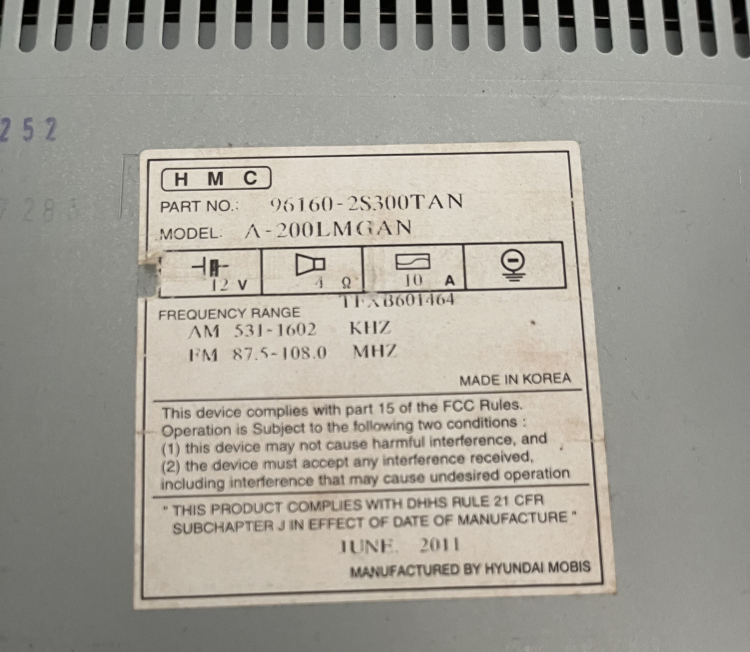 252
HMC
PART NO.: 96160-2S300TAN
MODEL: A-200LMGAN
12 V 4 Ω 10 A
TFXB601464
FREQUENCY RANGE
AM 531-1602 KHZ
FM 87.5-108.0 MHZ
MADE IN KOREA
This device complies with part 15 of the FCC Rules.
Operation is Subject to the following two conditions :
(1) this device may not cause harmful interference, and
(2) the device must accept any interference received,
including interference that may cause undesired operation
" THIS PRODUCT COMPLIES WITH DHHS RULE 21 CFR
SUBCHAPTER J IN EFFECT OF DATE OF MANUFACTURE "
JUNE. 2011
MANUFACTURED BY HYUNDAI MOBIS